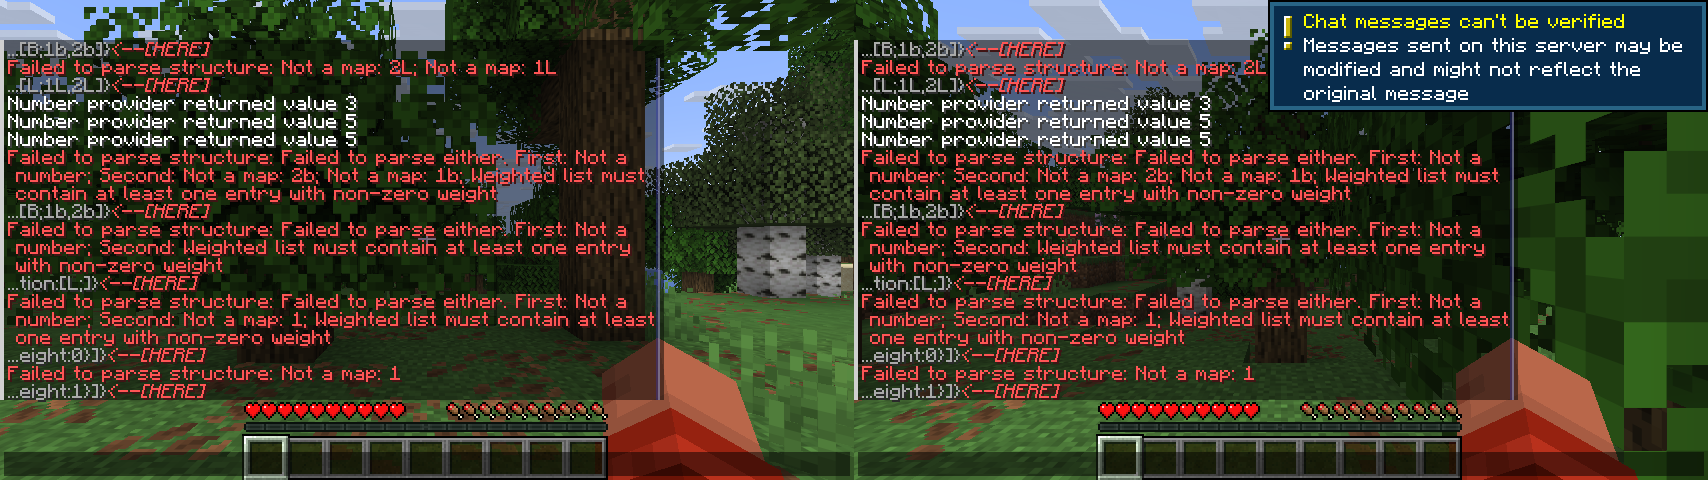 ...[B;1b,2b]}<--[HERE]
Failed to parse structure: Not a map: 2L; Not a map: 1L
...[L;1L,2L]}<--[HERE]
Number provider returned value 3
Number provider returned value 5
Number provider returned value 5
Failed to parse structure: Failed to parse either. First: Not a
number; Second: Not a map: 2b; Not a map: 1b; Weighted list must
contain at least one entry with non-zero weight
...[B;1b,2b]}<--[HERE]
Failed to parse structure: Failed to parse either. First: Not a
number; Second: Weighted list must contain at least one entry
with non-zero weight
...tion:[L;]}<--[HERE]
Failed to parse structure: Failed to parse either. First: Not a
number; Second: Not a map: 1; Weighted list must contain at least
one entry with non-zero weight
...eight:0}]}<--[HERE]
Failed to parse structure: Not a map: 1
...eight:1}]}<--[HERE]
...[B;1b,2b]}<--[HERE]
Failed to parse structure: Not a map: 2L
...[L;1L,2L]}<--[HERE]
Number provider returned value 3
Number provider returned value 5
Number provider returned value 5
Failed to parse structure: Failed to parse either. First: Not a
number; Second: Not a map: 2b; Not a map: 1b; Weighted list must
contain at least one entry with non-zero weight
...[B;1b,2b]}<--[HERE]
Failed to parse structure: Failed to parse either. First: Not a
number; Second: Weighted list must contain at least one entry
with non-zero weight
...tion:[L;]}<--[HERE]
Failed to parse structure: Failed to parse either. First: Not a
number; Second: Not a map: 1; Weighted list must contain at least
one entry with non-zero weight
...eight:0}]}<--[HERE]
Failed to parse structure: Not a map: 1
...eight:1}]}<--[HERE]
Chat messages can't be verified
Messages sent on this server may be
modified and might not reflect the
original message